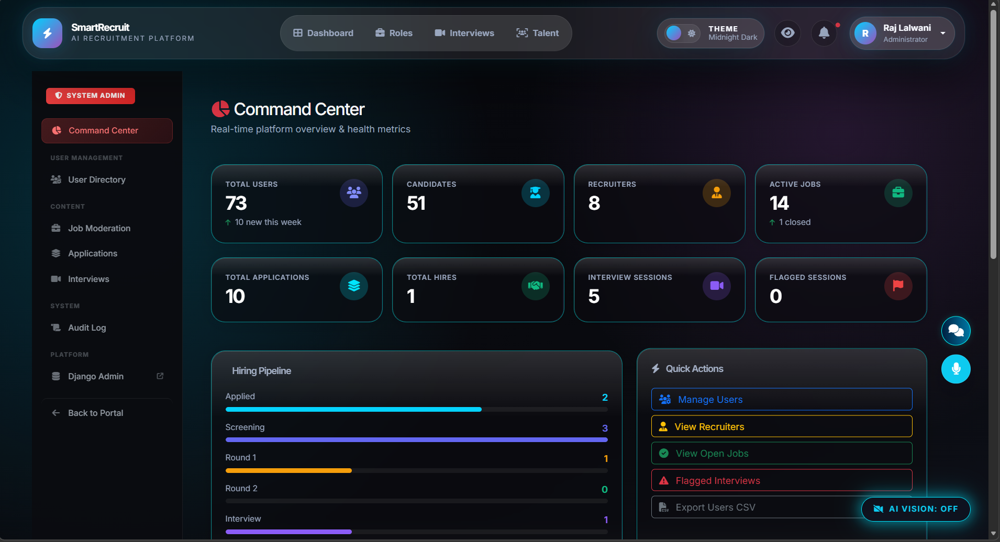 SmartRecruit
AI RECRUITMENT PLATFORM
Dashboard
Roles
Interviews
Talent
THEME
Midnight Dark
R
Raj Lalwani
Administrator
SYSTEM ADMIN
Command Center
USER MANAGEMENT
User Directory
CONTENT
Job Moderation
Applications
Interviews
SYSTEM
Audit Log
PLATFORM
Django Admin
Back to Portal
Command Center
Real-time platform overview & health metrics
TOTAL USERS
73
10 new this week
CANDIDATES
51
RECRUITERS
8
ACTIVE JOBS
14
1 closed
TOTAL APPLICATIONS
10
TOTAL HIRES
1
INTERVIEW SESSIONS
5
FLAGGED SESSIONS
0
Hiring Pipeline
Applied 2
Screening 3
Round 1 1
Round 2 0
Interview 1
Quick Actions
Manage Users
View Recruiters
View Open Jobs
Flagged Interviews
CSV Export Users CSV
AI VISION: OFF